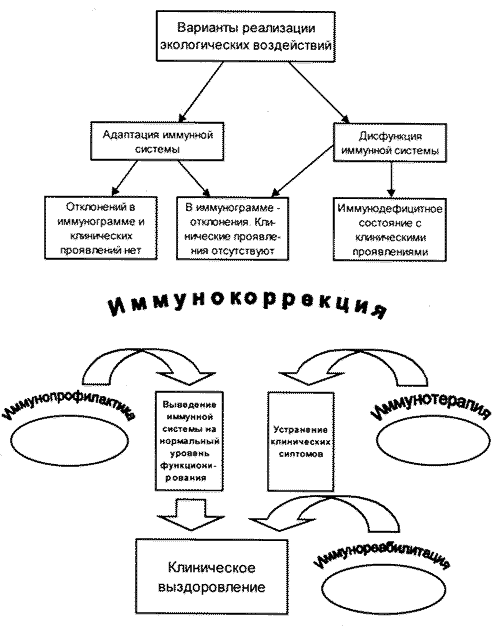 Варианты реализации
экологических воздействий
Адаптация иммунной
системы
Дисфункция
иммунной системы
Отклонений в
иммунограмме и
клинических
проявлений нет
В иммунограмме -
отклонения. Кли-
нические проявле-
ния отсутствуют
Иммунодефицитное
состояние с
клиническими
проявлениями
Иммунокоррекция
Иммунопрофилактика
Выведение
иммунной
системы на
нормальный
уровень
функциони-
рования
Устранение
клинических
силтомов
Иммунотерапия
Клиническое
выздоровление
Иммунореабилитация